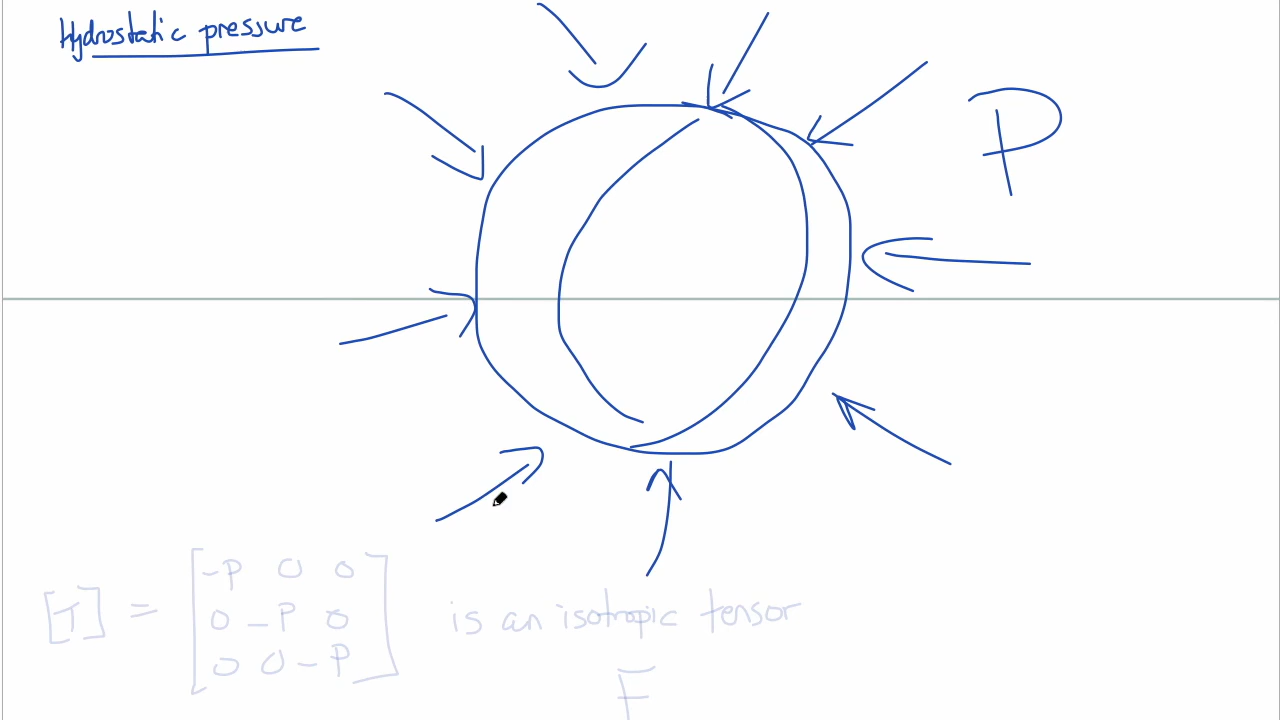 Hydrostatic pressure
P
[T] = [-P 0 0
0 -P 0
0 0 -P] is an isotropic tensor
F